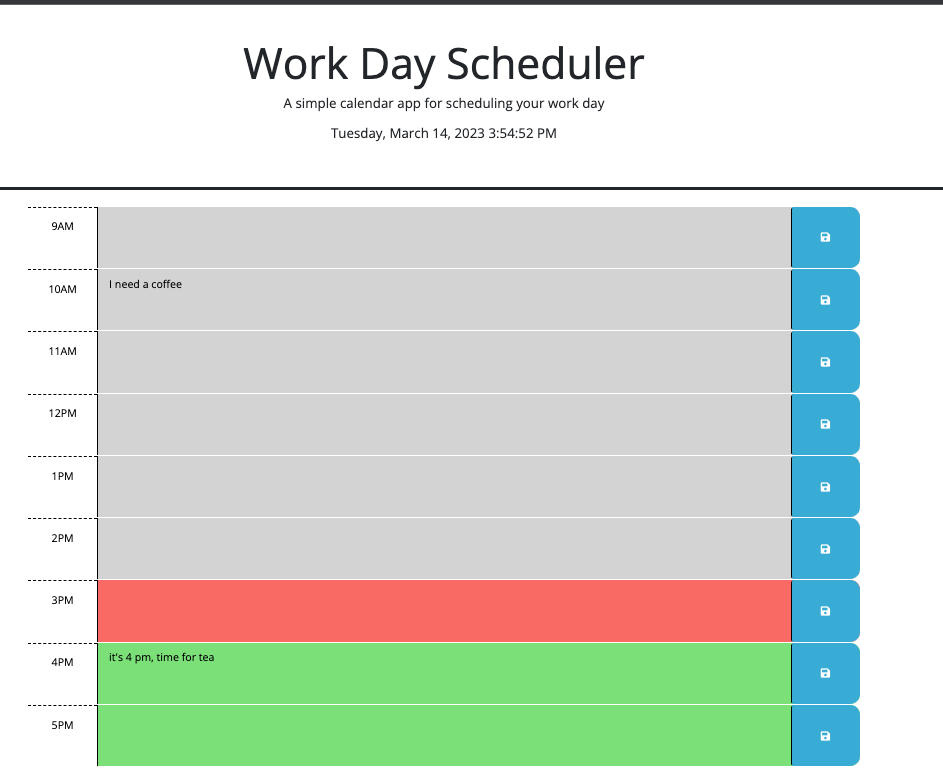 Work Day Scheduler
A simple calendar app for scheduling your work day
Tuesday, March 14, 2023 3:54:52 PM
9AM
10AM I need a coffee
11AM
12PM
1PM
2PM
3PM
4PM it's 4 pm, time for tea
5PM